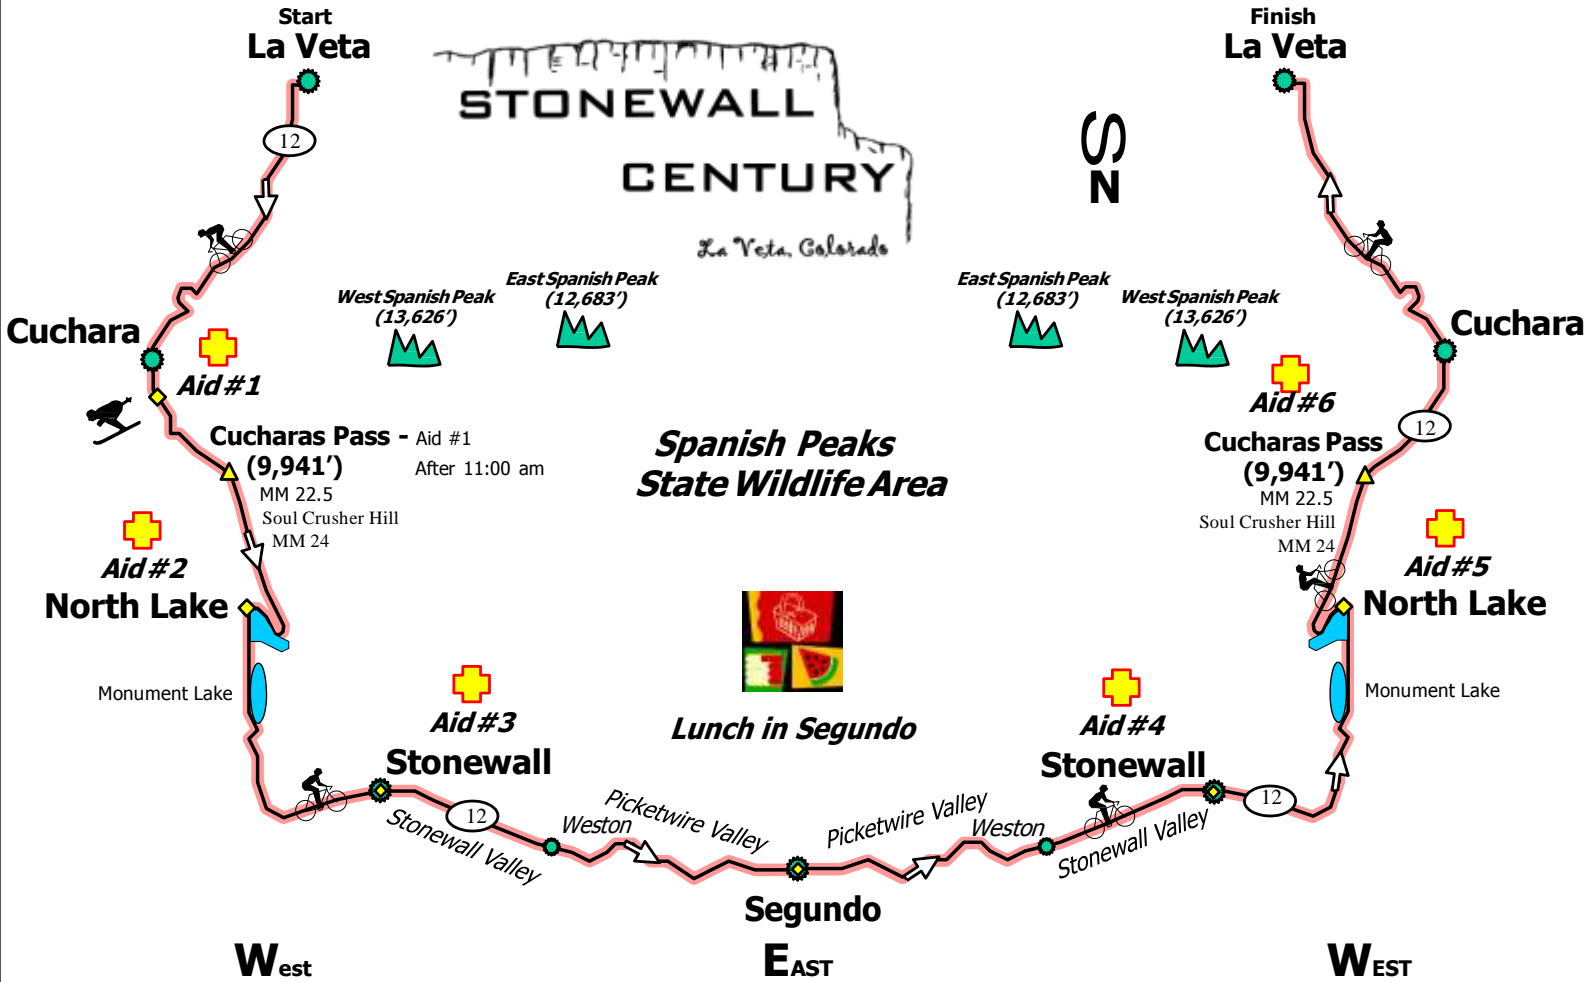 Start
La Veta
Finish
La Veta
STONEWALL
CENTURY
La Veta, Colorado
S
N
12
West Spanish Peak
(13,626’)
East Spanish Peak
(12,683’)
East Spanish Peak
(12,683’)
West Spanish Peak
(13,626’)
Cuchara
Aid #1
Cuchara
Aid #6
12
Cucharas Pass - Aid #1
(9,941’) After 11:00 am
MM 22.5
Soul Crusher Hill
MM 24
Spanish Peaks
State Wildlife Area
Cucharas Pass
(9,941’)
MM 22.5
Soul Crusher Hill
MM 24
Aid #2
North Lake
Aid #5
North Lake
Monument Lake
Monument Lake
Aid #3
Stonewall
Lunch in Segundo
Aid #4
Stonewall
12
Stonewall Valley
Weston
Picketwire Valley
Picketwire Valley
Weston
Stonewall Valley
12
Segundo
West
EAST
WEST